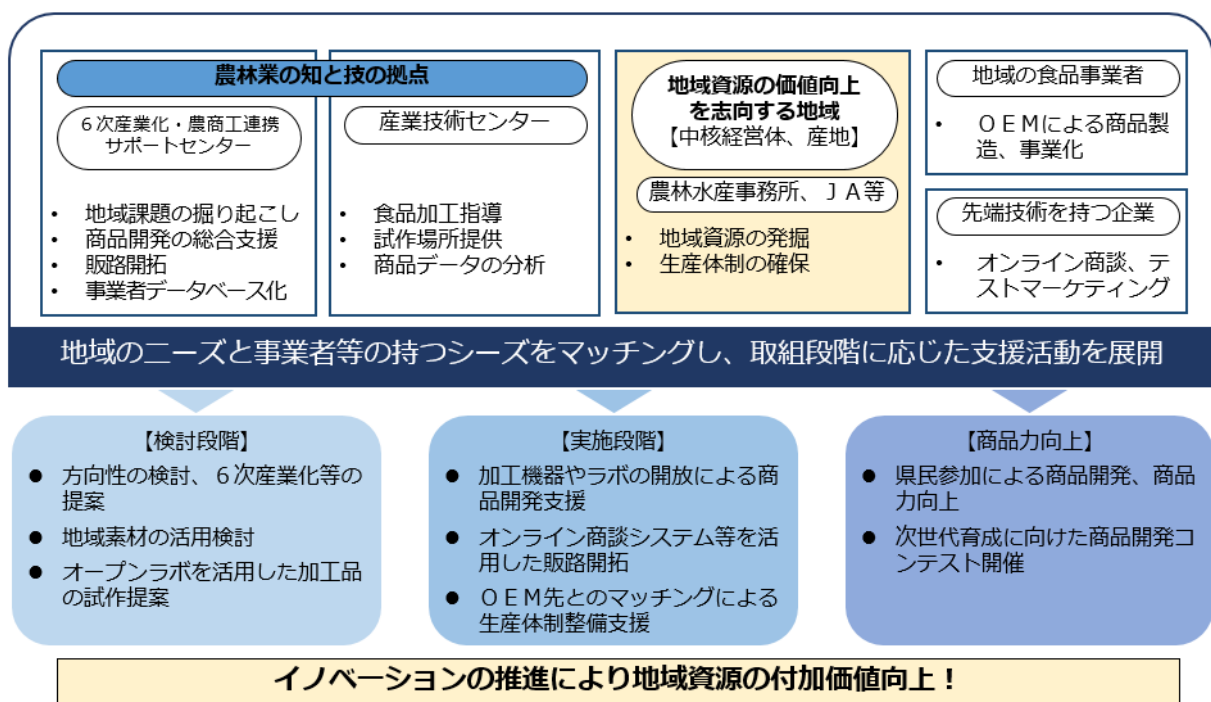 農林業の知と技の拠点
６次産業化・農商工連携
サポートセンター
• 地域課題の掘り起こし
• 商品開発の総合支援
• 販路開拓
• 事業者データベース化
産業技術センター
• 食品加工指導
• 試作場所提供
• 商品データの分析
地域資源の価値向上
を志向する地域
【中核経営体、産地】
農林水産事務所、ＪＡ等
• 地域資源の発掘
• 生産体制の確保
地域の食品事業者
• ＯＥＭによる商品製
造、事業化
先端技術を持つ企業
• オンライン商談、テ
ストマーケティング
地域のニーズと事業者等の持つシーズをマッチングし、取組段階に応じた支援活動を展開
【検討段階】
● 方向性の検討、６次産業化等の
提案
● 地域素材の活用検討
● オープンラボを活用した加工品
の試作提案
【実施段階】
● 加工機器やラボの開放による商
品開発支援
● オンライン商談システム等を活
用した販路開拓
● ＯＥＭ先とのマッチングによる
生産体制整備支援
【商品力向上】
● 県民参加による商品開発、商品
力向上
● 次世代育成に向けた商品開発コ
ンテスト開催
イノベーションの推進により地域資源の付加価値向上！